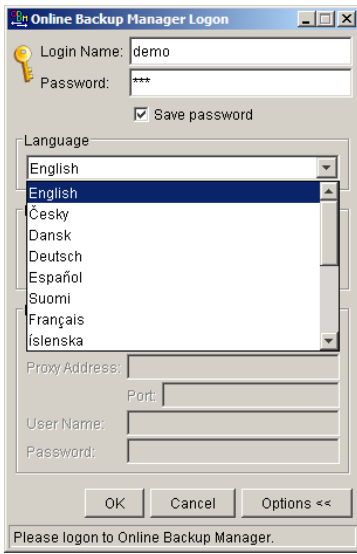 Online Backup Manager Logon
Login Name: demo
Password: ***
Save password
Language
English
English
Česky
Dansk
Deutsch
Español
Suomi
Français
íslenska
Proxy Address:
Port:
User Name:
Password:
OK Cancel Options <<
Please logon to Online Backup Manager.